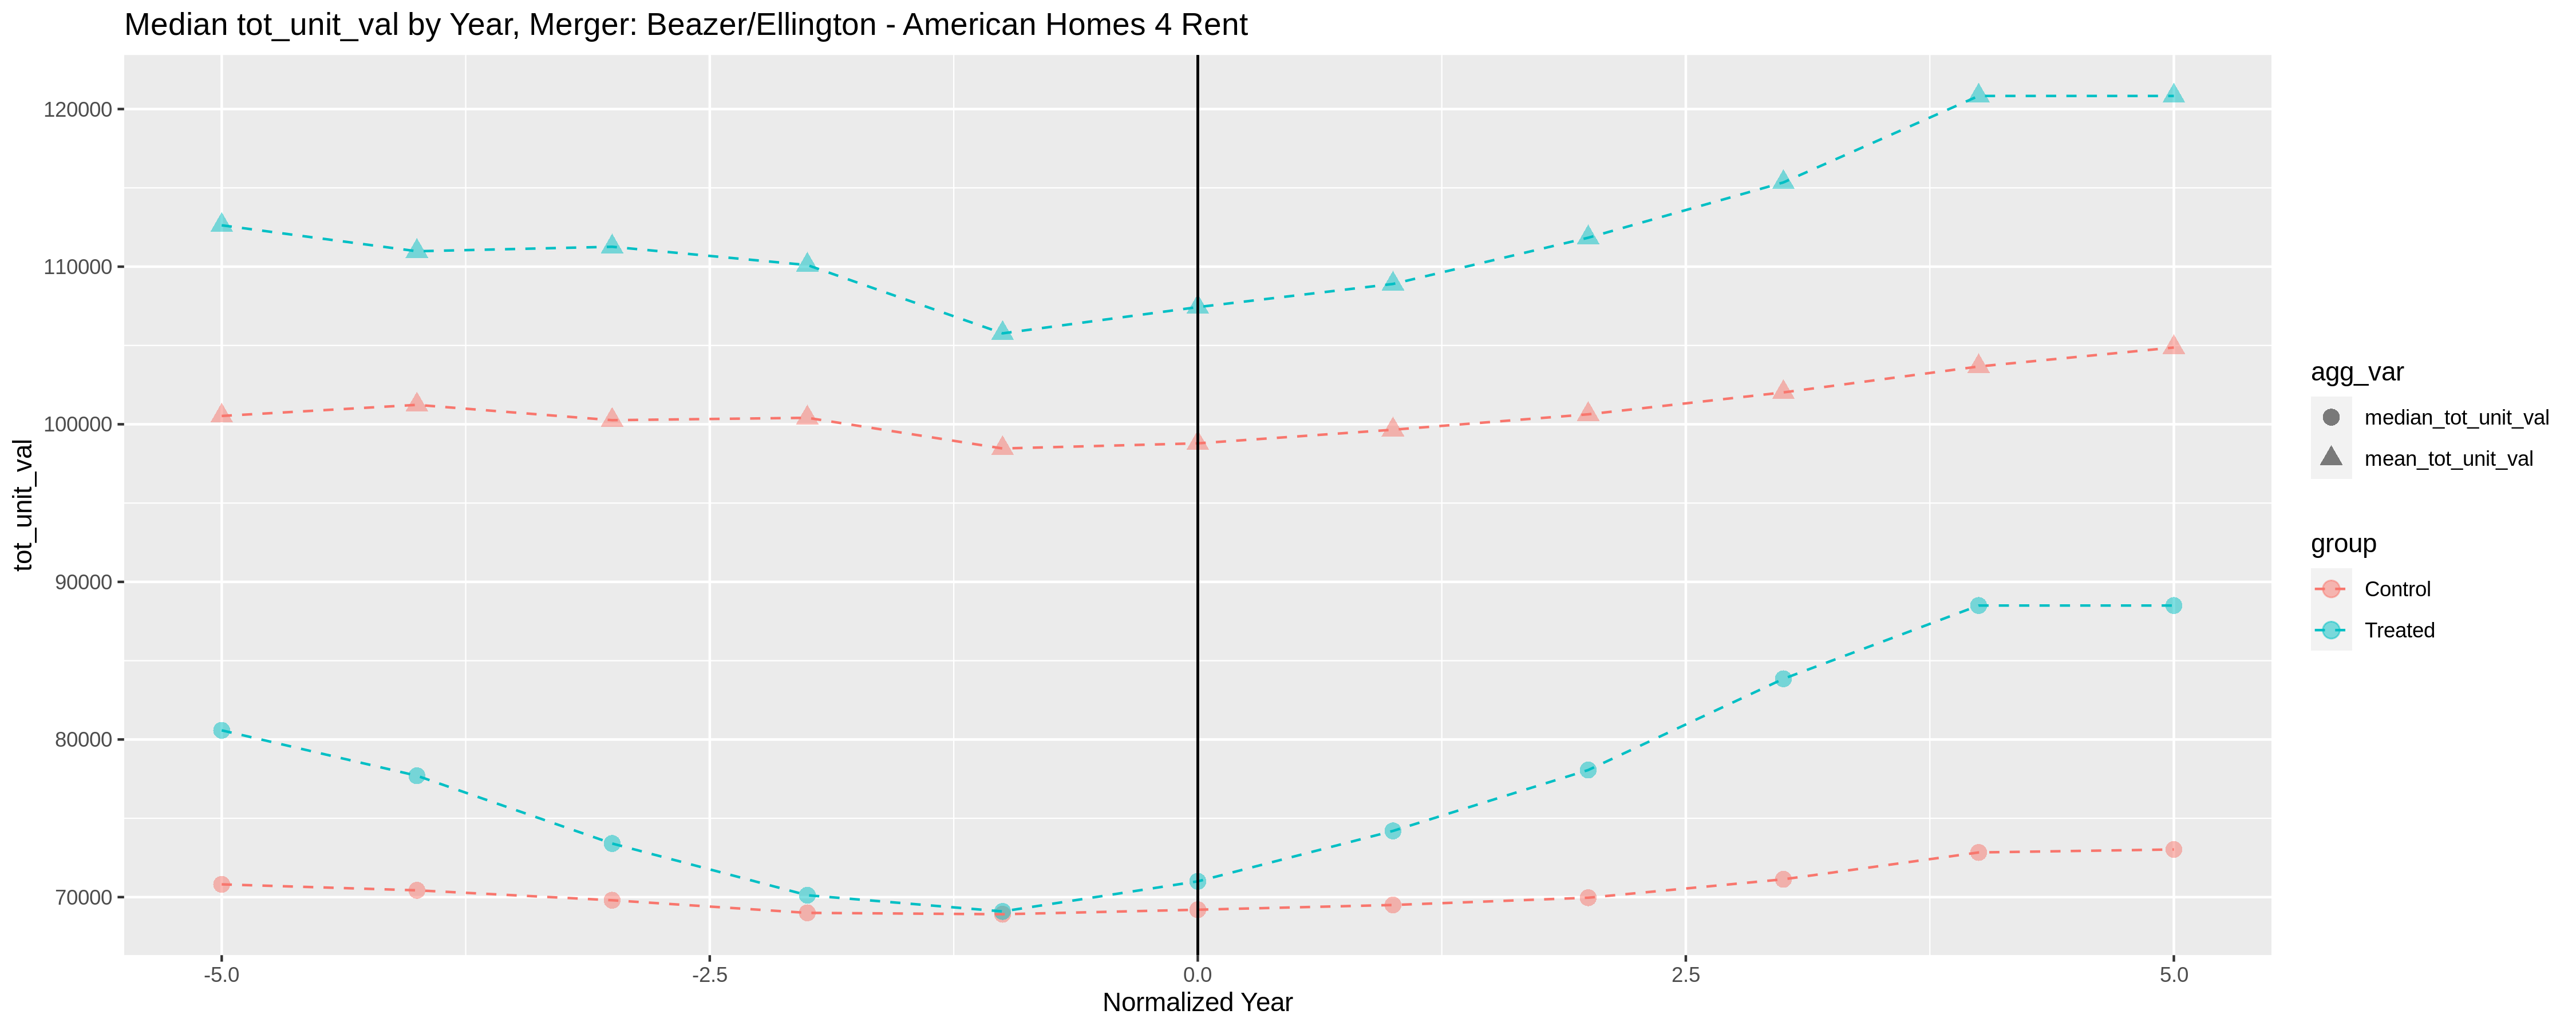 Median tot_unit_val by Year, Merger: Beazer/Ellington - American Homes 4 Rent
tot_unit_val
120000
110000
100000
90000
80000
70000
-5.0
-2.5
0.0
2.5
5.0
Normalized Year
agg_var
median_tot_unit_val
mean_tot_unit_val
group
Control
Treated